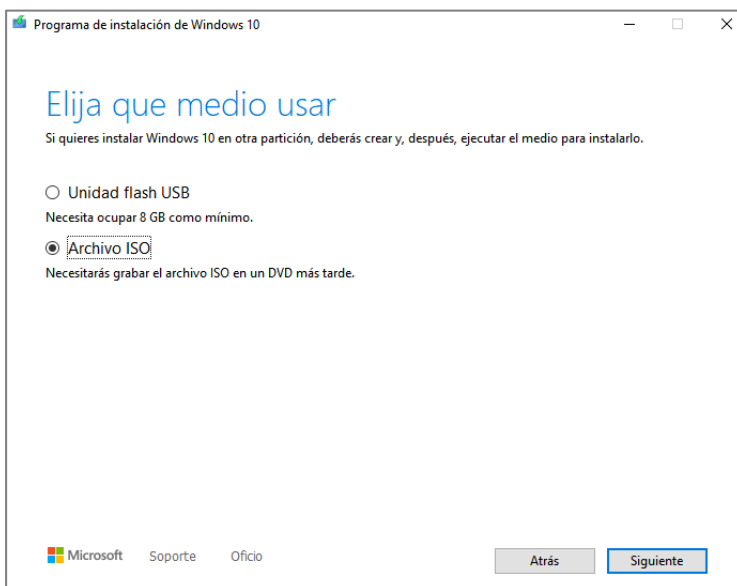 Programa de instalación de Windows 10
Elija que medio usar
Si quieres instalar Windows 10 en otra partición, deberás crear y, después, ejecutar el medio para instalarlo.
Unidad flash USB
Necesita ocupar 8 GB como mínimo.
Archivo ISO
Necesitarás grabar el archivo ISO en un DVD más tarde.
Microsoft Soporte Oficio Atrás Siguiente